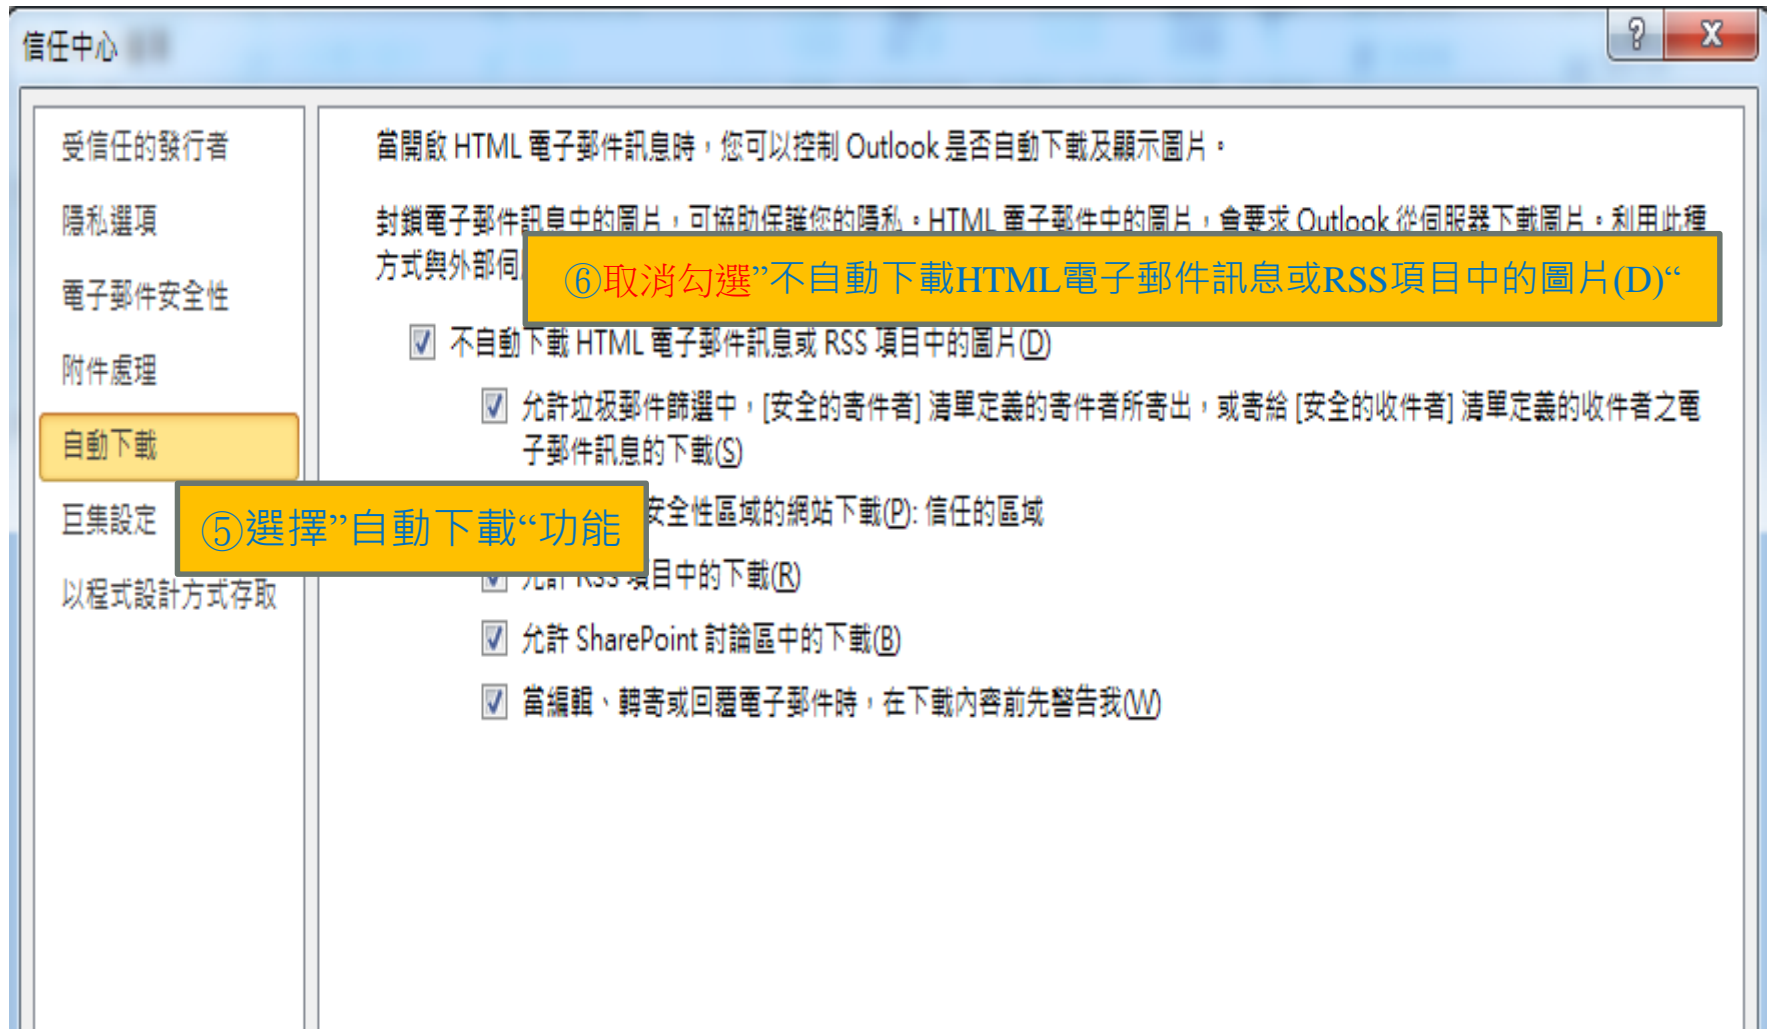 信任中心
受信任的發行者
隱私選項
電子郵件安全性
附件處理
自動下載
巨集設定
以程式設計方式存取
⑤選擇”自動下載“功能
當開啟 HTML 電子郵件訊息時，您可以控制 Outlook 是否自動下載及顯示圖片。
封鎖電子郵件訊息中的圖片，可協助保護您的隱私。HTML 電子郵件中的圖片，會要求 Outlook 從伺服器下載圖片。利用此種
方式與外部伺
⑥取消勾選”不自動下載HTML電子郵件訊息或RSS項目中的圖片(D)“
不自動下載 HTML 電子郵件訊息或 RSS 項目中的圖片(D)
允許垃圾郵件篩選中，[安全的寄件者] 清單定義的寄件者所寄出，或寄給 [安全的收件者] 清單定義的收件者之電
子郵件訊息的下載(S)
安全性區域的網站下載(P): 信任的區域
允許 RSS 項目中的下載(R)
允許 SharePoint 討論區中的下載(B)
當編輯、轉寄或回覆電子郵件時，在下載內容前先警告我(W)